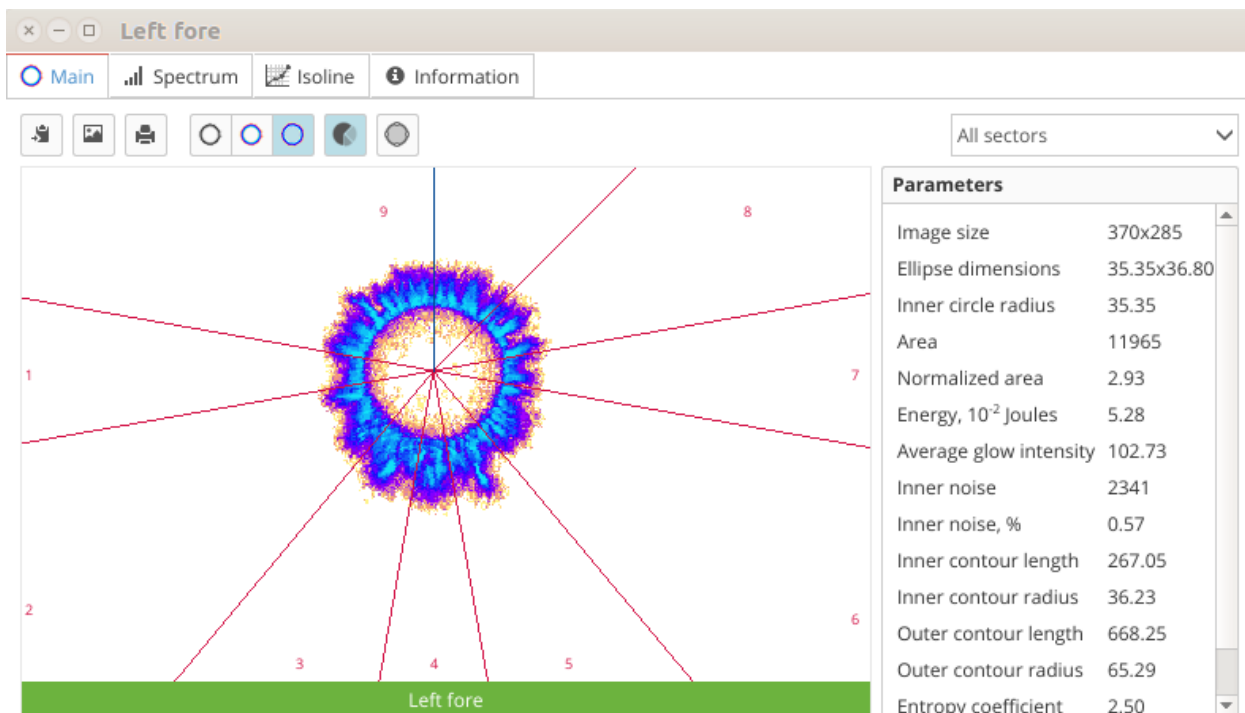 Left fore
Main Spectrum Isoline Information
All sectors
9 8
1 7
2 6
3 4 5
Left fore
Parameters
Image size 370x285
Ellipse dimensions 35.35x36.80
Inner circle radius 35.35
Area 11965
Normalized area 2.93
Energy, 10⁻² Joules 5.28
Average glow intensity 102.73
Inner noise 2341
Inner noise, % 0.57
Inner contour length 267.05
Inner contour radius 36.23
Outer contour length 668.25
Outer contour radius 65.29
Entropy coefficient 2.50